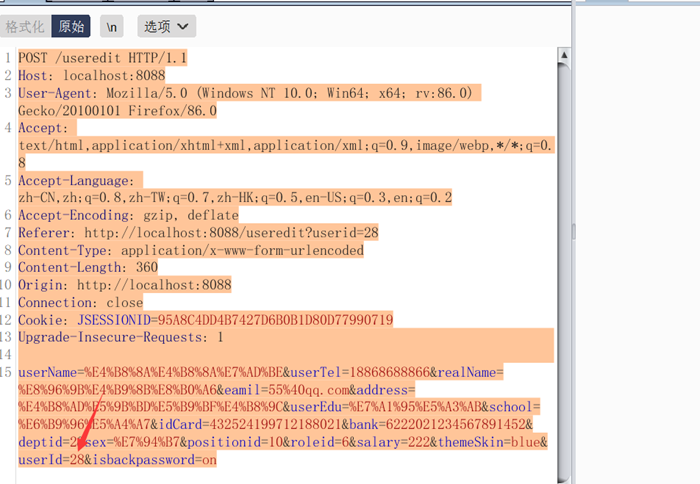 格式化 原始 \n 选项
1 POST /useredit HTTP/1.1
2 Host: localhost:8088
3 User-Agent: Mozilla/5.0 (Windows NT 10.0; Win64; x64; rv:86.0)
Gecko/20100101 Firefox/86.0
4 Accept:
text/html,application/xhtml+xml,application/xml;q=0.9,image/webp,*/*;q=0.
8
5 Accept-Language:
zh-CN,zh;q=0.8,zh-TW;q=0.7,zh-HK;q=0.5,en-US;q=0.3,en;q=0.2
6 Accept-Encoding: gzip, deflate
7 Referer: http://localhost:8088/useredit?userid=28
8 Content-Type: application/x-www-form-urlencoded
9 Content-Length: 360
10 Origin: http://localhost:8088
11 Connection: close
12 Cookie: JSESSIONID=95A8C4DD4B7427D6B0B1D80D77990719
13 Upgrade-Insecure-Requests: 1
14
15 userName=%E4%B8%8A%E4%B8%8A%E7%AD%BE&userTel=18868688866&realName=
%E8%96%9B%E4%B9%8B%E8%B0%A6&eamil=55%40qq.com&address=
%E4%B8%AD%E5%9B%BD%E5%B9%BF%E4%B8%9C&userEdu=%E7%A1%95%E5%A3%AB&school=
%E6%B9%96%E5%A4%A7&idCard=432524199712188021&bank=6222021234567891452&
deptid=2&sex=%E7%94%B7&positionid=10&roleid=6&salary=222&themeSkin=blue&
userId=28&isbackpassword=on